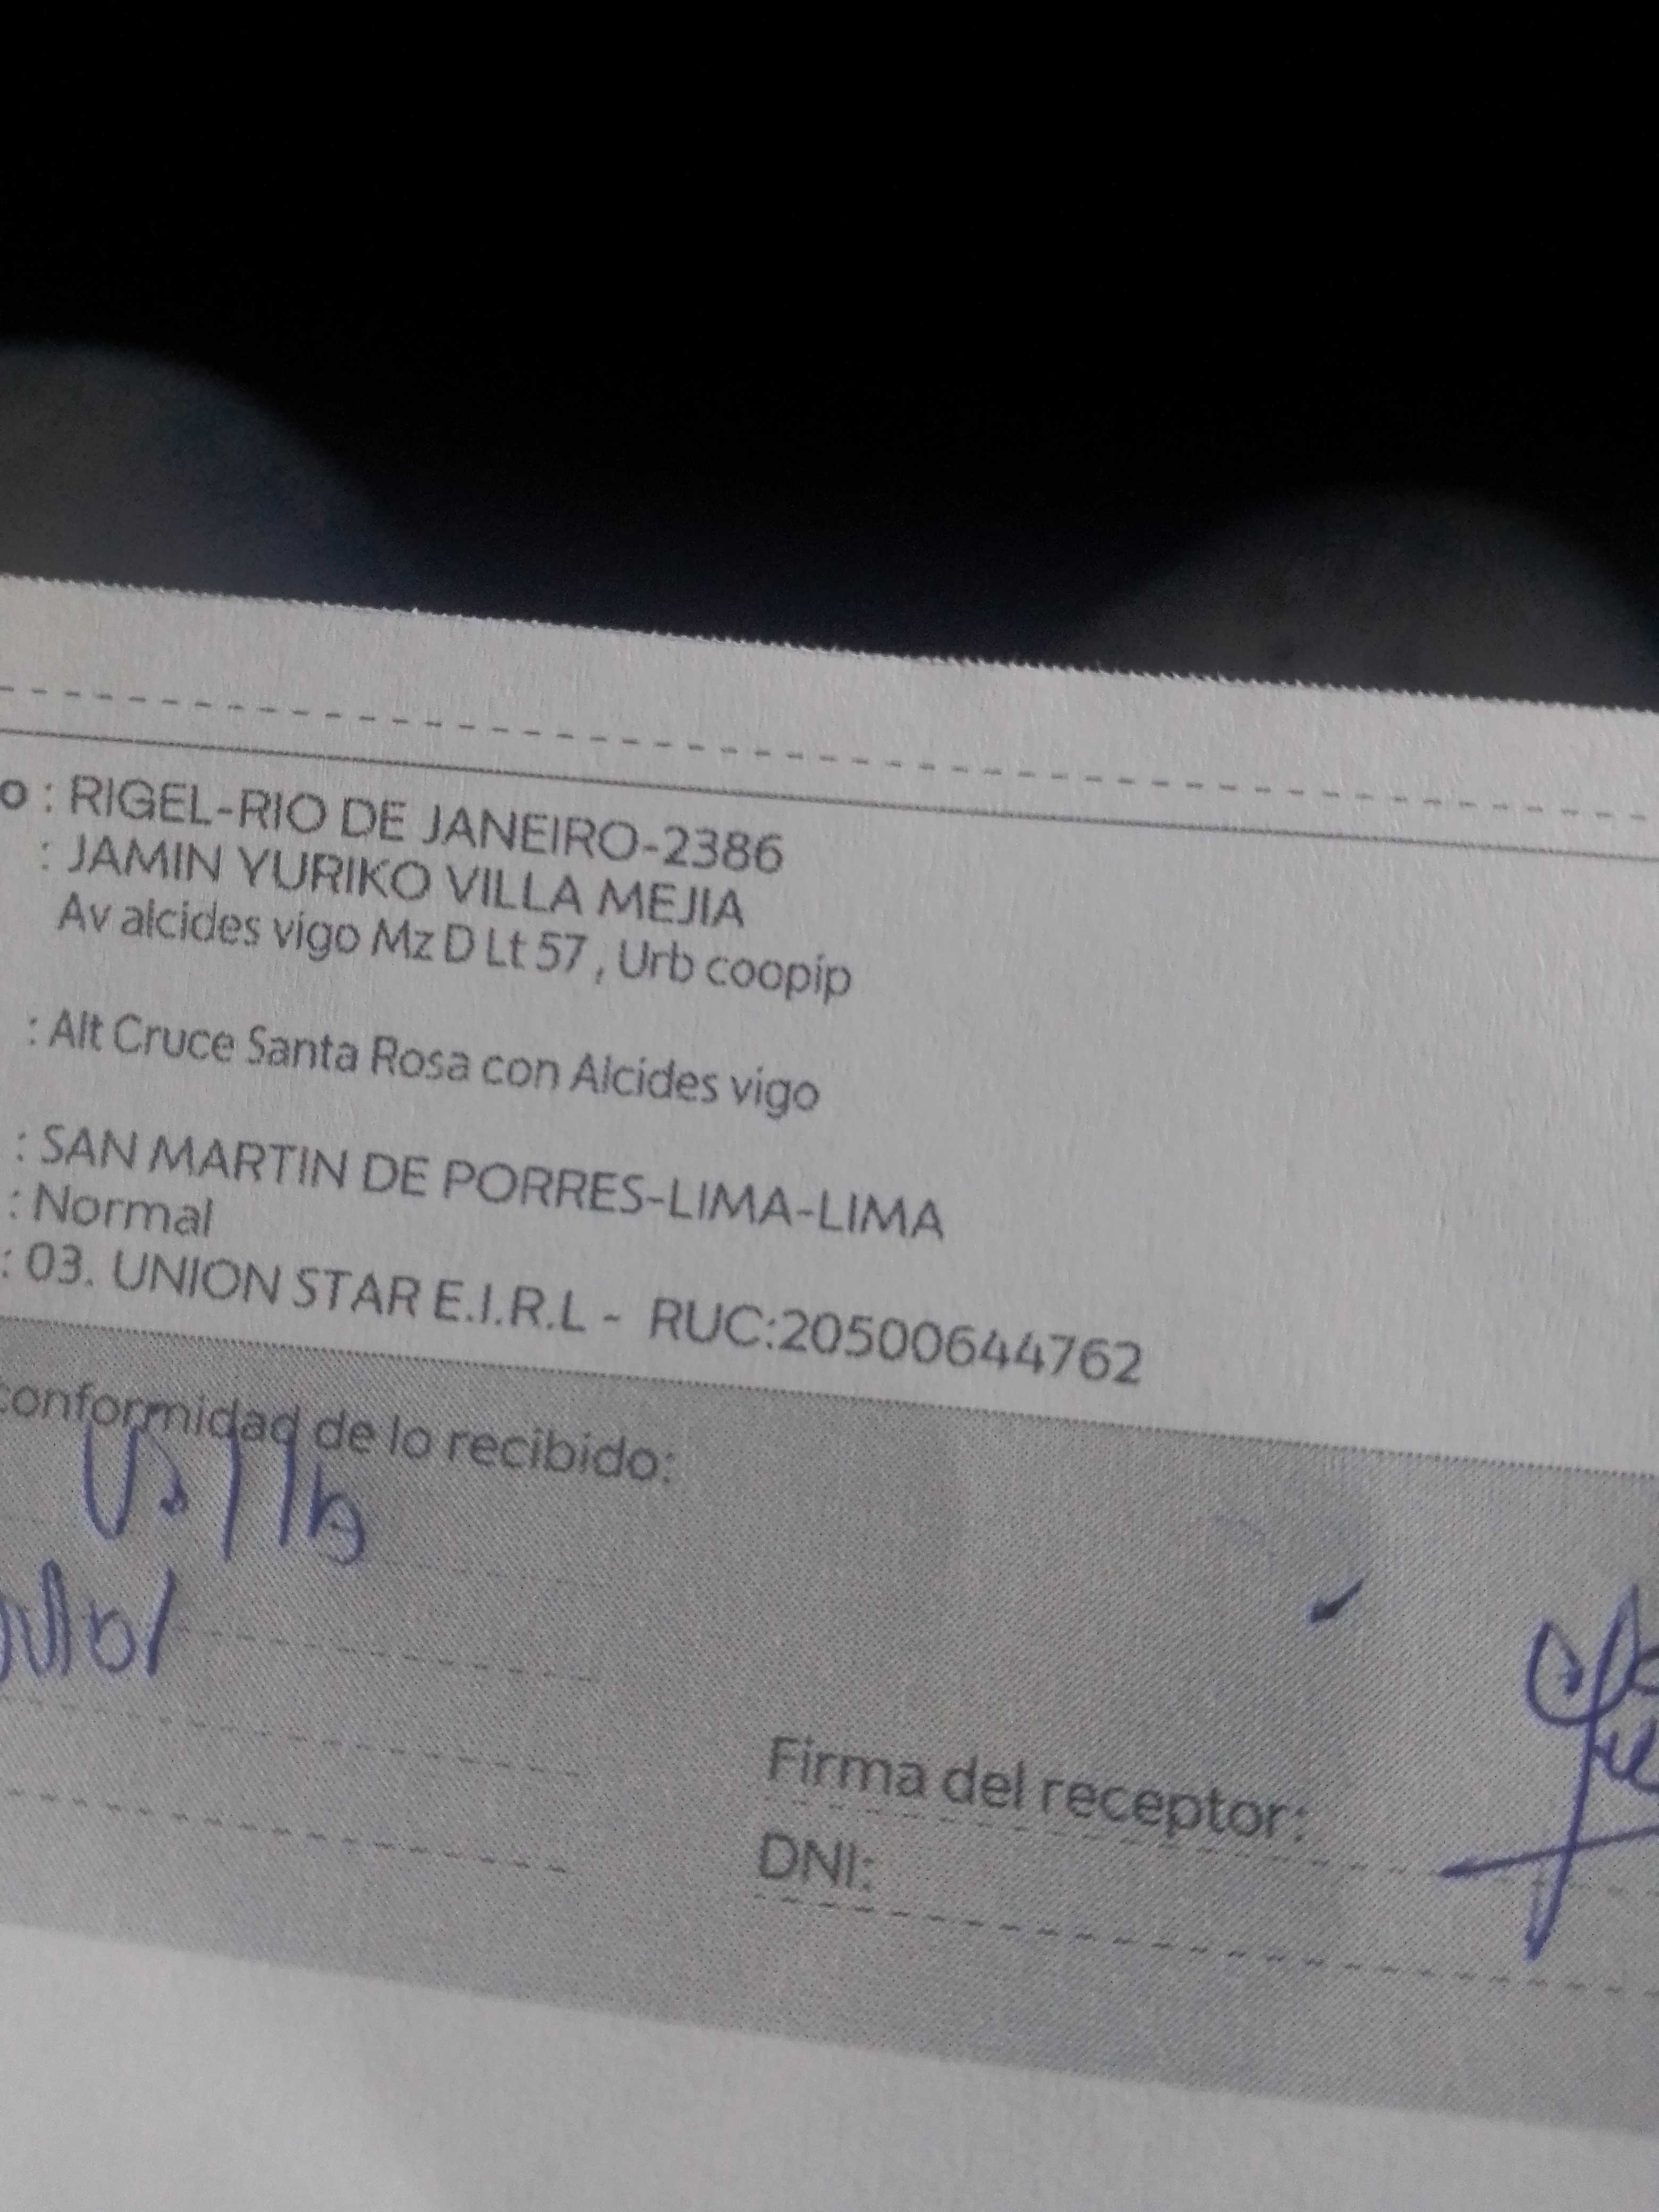 o : RIGEL-RIO DE JANEIRO-2386
: JAMIN YURIKO VILLA MEJIA
Av alcides vigo Mz D Lt 57 , Urb coopip
: Alt Cruce Santa Rosa con Alcides vigo
: SAN MARTIN DE PORRES-LIMA-LIMA
: Normal
: 03. UNION STAR E.I.R.L - RUC:20500644762
conformidad de lo recibido:
Villa
Firma del receptor:
DNI: